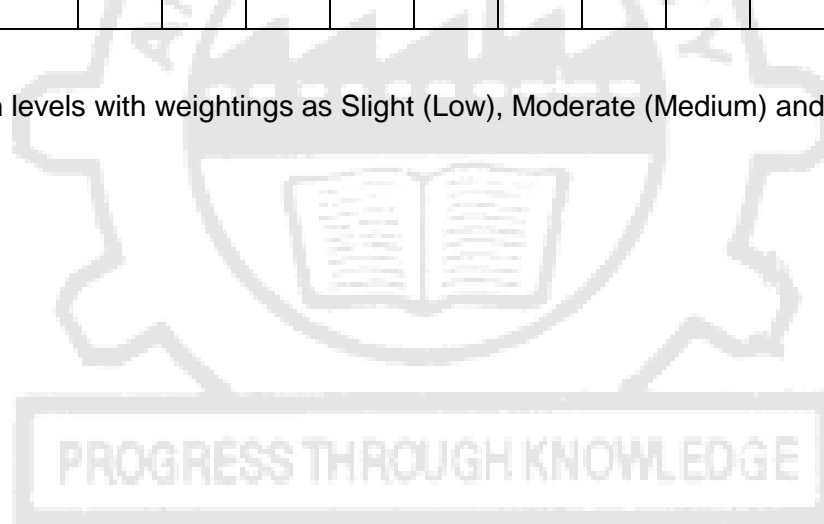 levels with weightings as Slight (Low), Moderate (Medium) and
PROGRESS THROUGH KNOWLEDGE